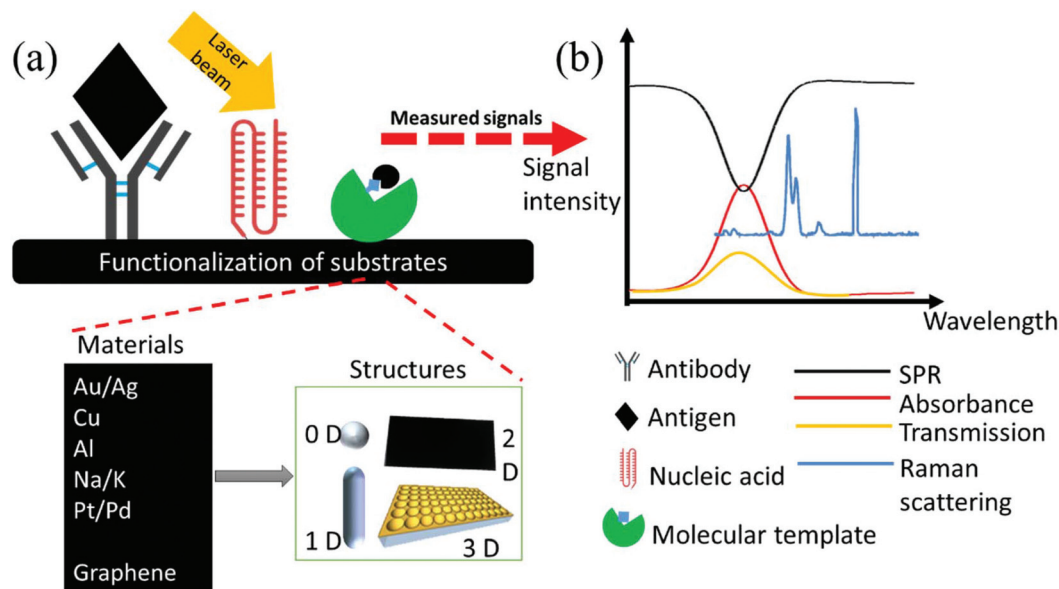 (a)
Laser
beam
Measured signals
Functionalization of substrates
Materials
Au/Ag
Cu
Al
Na/K
Pt/Pd
Graphene
Structures
0 D
2
D
1 D
3 D
(b)
Signal
intensity
Wavelength
Antibody
Antigen
Nucleic acid
Molecular template
SPR
Absorbance
Transmission
Raman
scattering